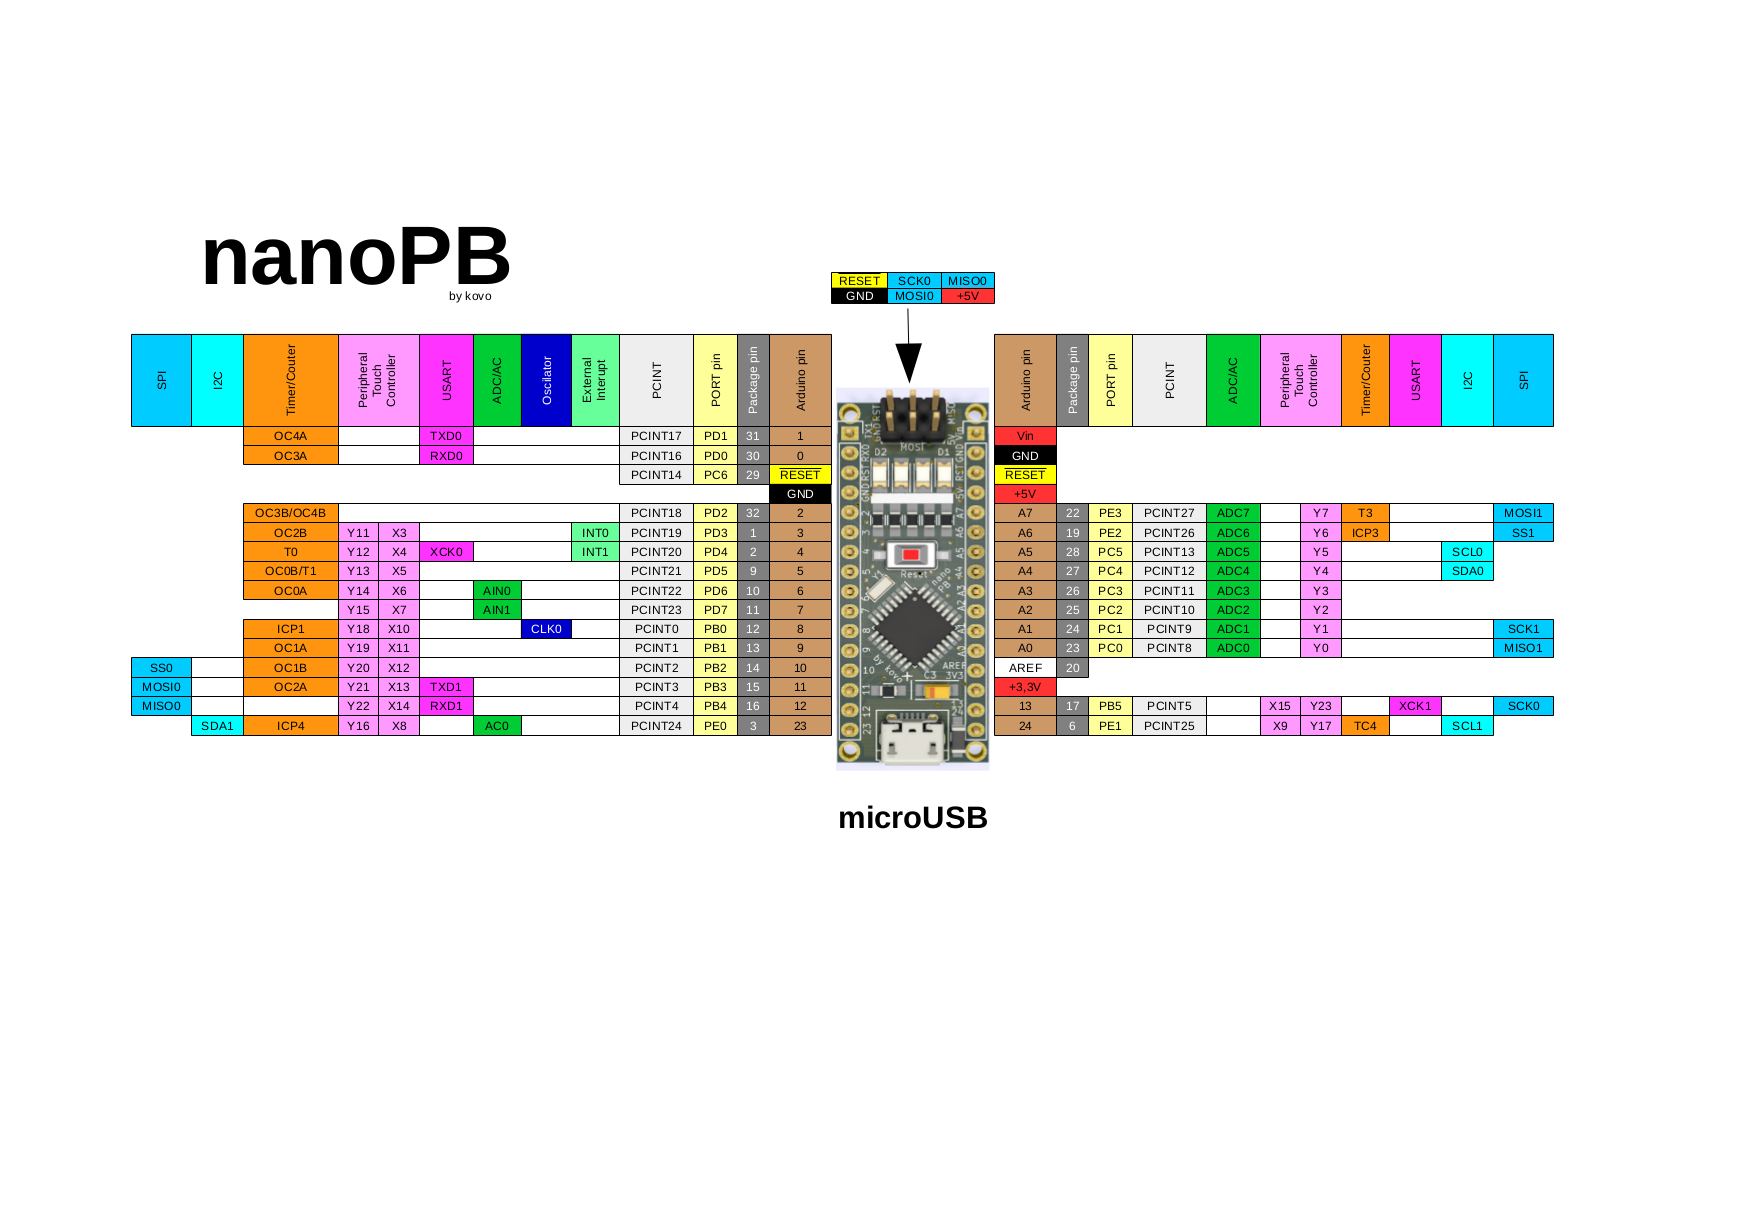 nanoPB
by kovo
RESET SCK0 MISO0
GND MOSI0 +5V
SPI I2C Timer/Couter Peripheral Touch Controller USART ADC/AC Oscilator External Interupt PCINT PORT pin Package pin Arduino pin
Arduino pin Package pin PORT pin PCINT ADC/AC Peripheral Touch Controller Timer/Couter USART I2C SPI
OC4A TXD0 PCINT17 PD1 31 1 Vin
OC3A RXD0 PCINT16 PD0 30 0 GND
PCINT14 PC6 29 RESET RESET
GND +5V
OC3B/OC4B PCINT18 PD2 32 2 A7 22 PE3 PCINT27 ADC7 Y7 T3 MOSI1
OC2B Y11 X3 INT0 PCINT19 PD3 1 3 A6 19 PE2 PCINT26 ADC6 Y6 ICP3 SS1
T0 Y12 X4 XCK0 INT1 PCINT20 PD4 2 4 A5 28 PC5 PCINT13 ADC5 Y5 SCL0
OC0B/T1 Y13 X5 PCINT21 PD5 9 5 A4 27 PC4 PCINT12 ADC4 Y4 SDA0
OC0A Y14 X6 AIN0 PCINT22 PD6 10 6 A3 26 PC3 PCINT11 ADC3 Y3
Y15 X7 AIN1 PCINT23 PD7 11 7 A2 25 PC2 PCINT10 ADC2 Y2
ICP1 Y18 X10 CLK0 PCINT0 PB0 12 8 A1 24 PC1 PCINT9 ADC1 Y1 SCK1
OC1A Y19 X11 PCINT1 PB1 13 9 A0 23 PC0 PCINT8 ADC0 Y0 MISO1
SS0 OC1B Y20 X12 PCINT2 PB2 14 10 AREF 20
MOSI0 OC2A Y21 X13 TXD1 PCINT3 PB3 15 11 +3,3V
MISO0 Y22 X14 RXD1 PCINT4 PB4 16 12 13 17 PB5 PCINT5 X15 Y23 XCK1 SCK0
SDA1 ICP4 Y16 X8 AC0 PCINT24 PE0 3 23 24 6 PE1 PCINT25 X9 Y17 TC4 SCL1
MOSI
D2 D1
Reset
nano PB
by kovo
AREF
C3 3V3
microUSB